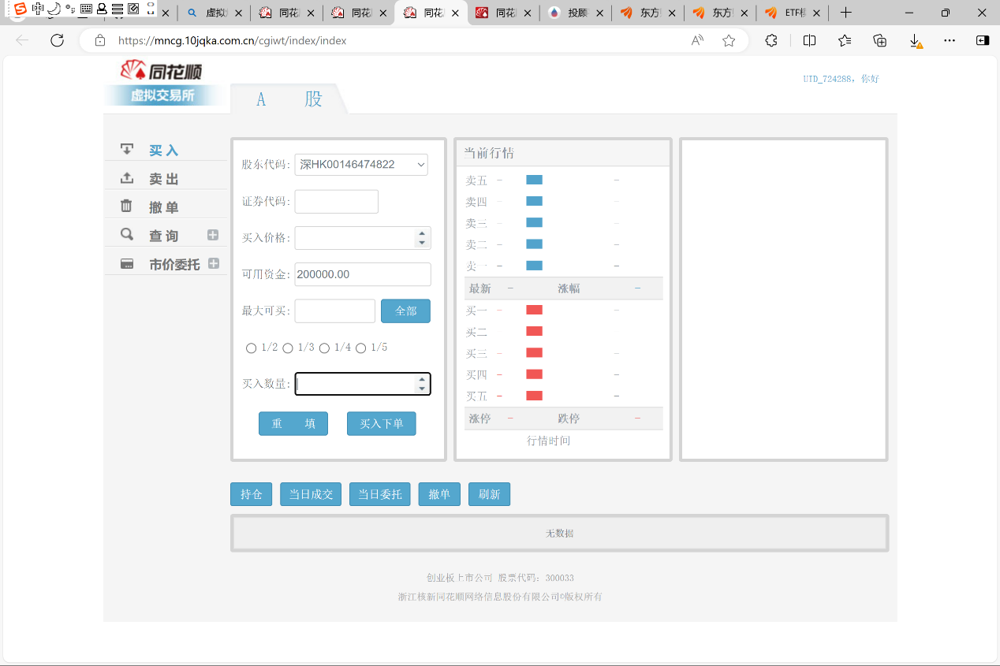 中
虚拟
同花
同花
同花
同花
投顾
东方
东方
ETF
https://mncg.10jqka.com.cn/cgiwt/index/index
同花顺
虚拟交易所
A 股
UID_724288，你好
买入
卖出
撤单
查询
市价委托
股东代码: 深HK00146474822
证券代码:
买入价格:
可用资金: 200000.00
最大可买: 全部
1/2 1/3 1/4 1/5
买入数量:
重 填 买入下单
当前行情
卖五 - -
卖四 - -
卖三 - -
卖二 - -
卖一 - -
最新 - 涨幅 -
买一 - -
买二
买三 - -
买四 - -
买五 - -
涨停 - 跌停 -
行情时间
持仓 当日成交 当日委托 撤单 刷新
无数据
创业板上市公司 股票代码：300033
浙江核新同花顺网络信息股份有限公司©版权所有